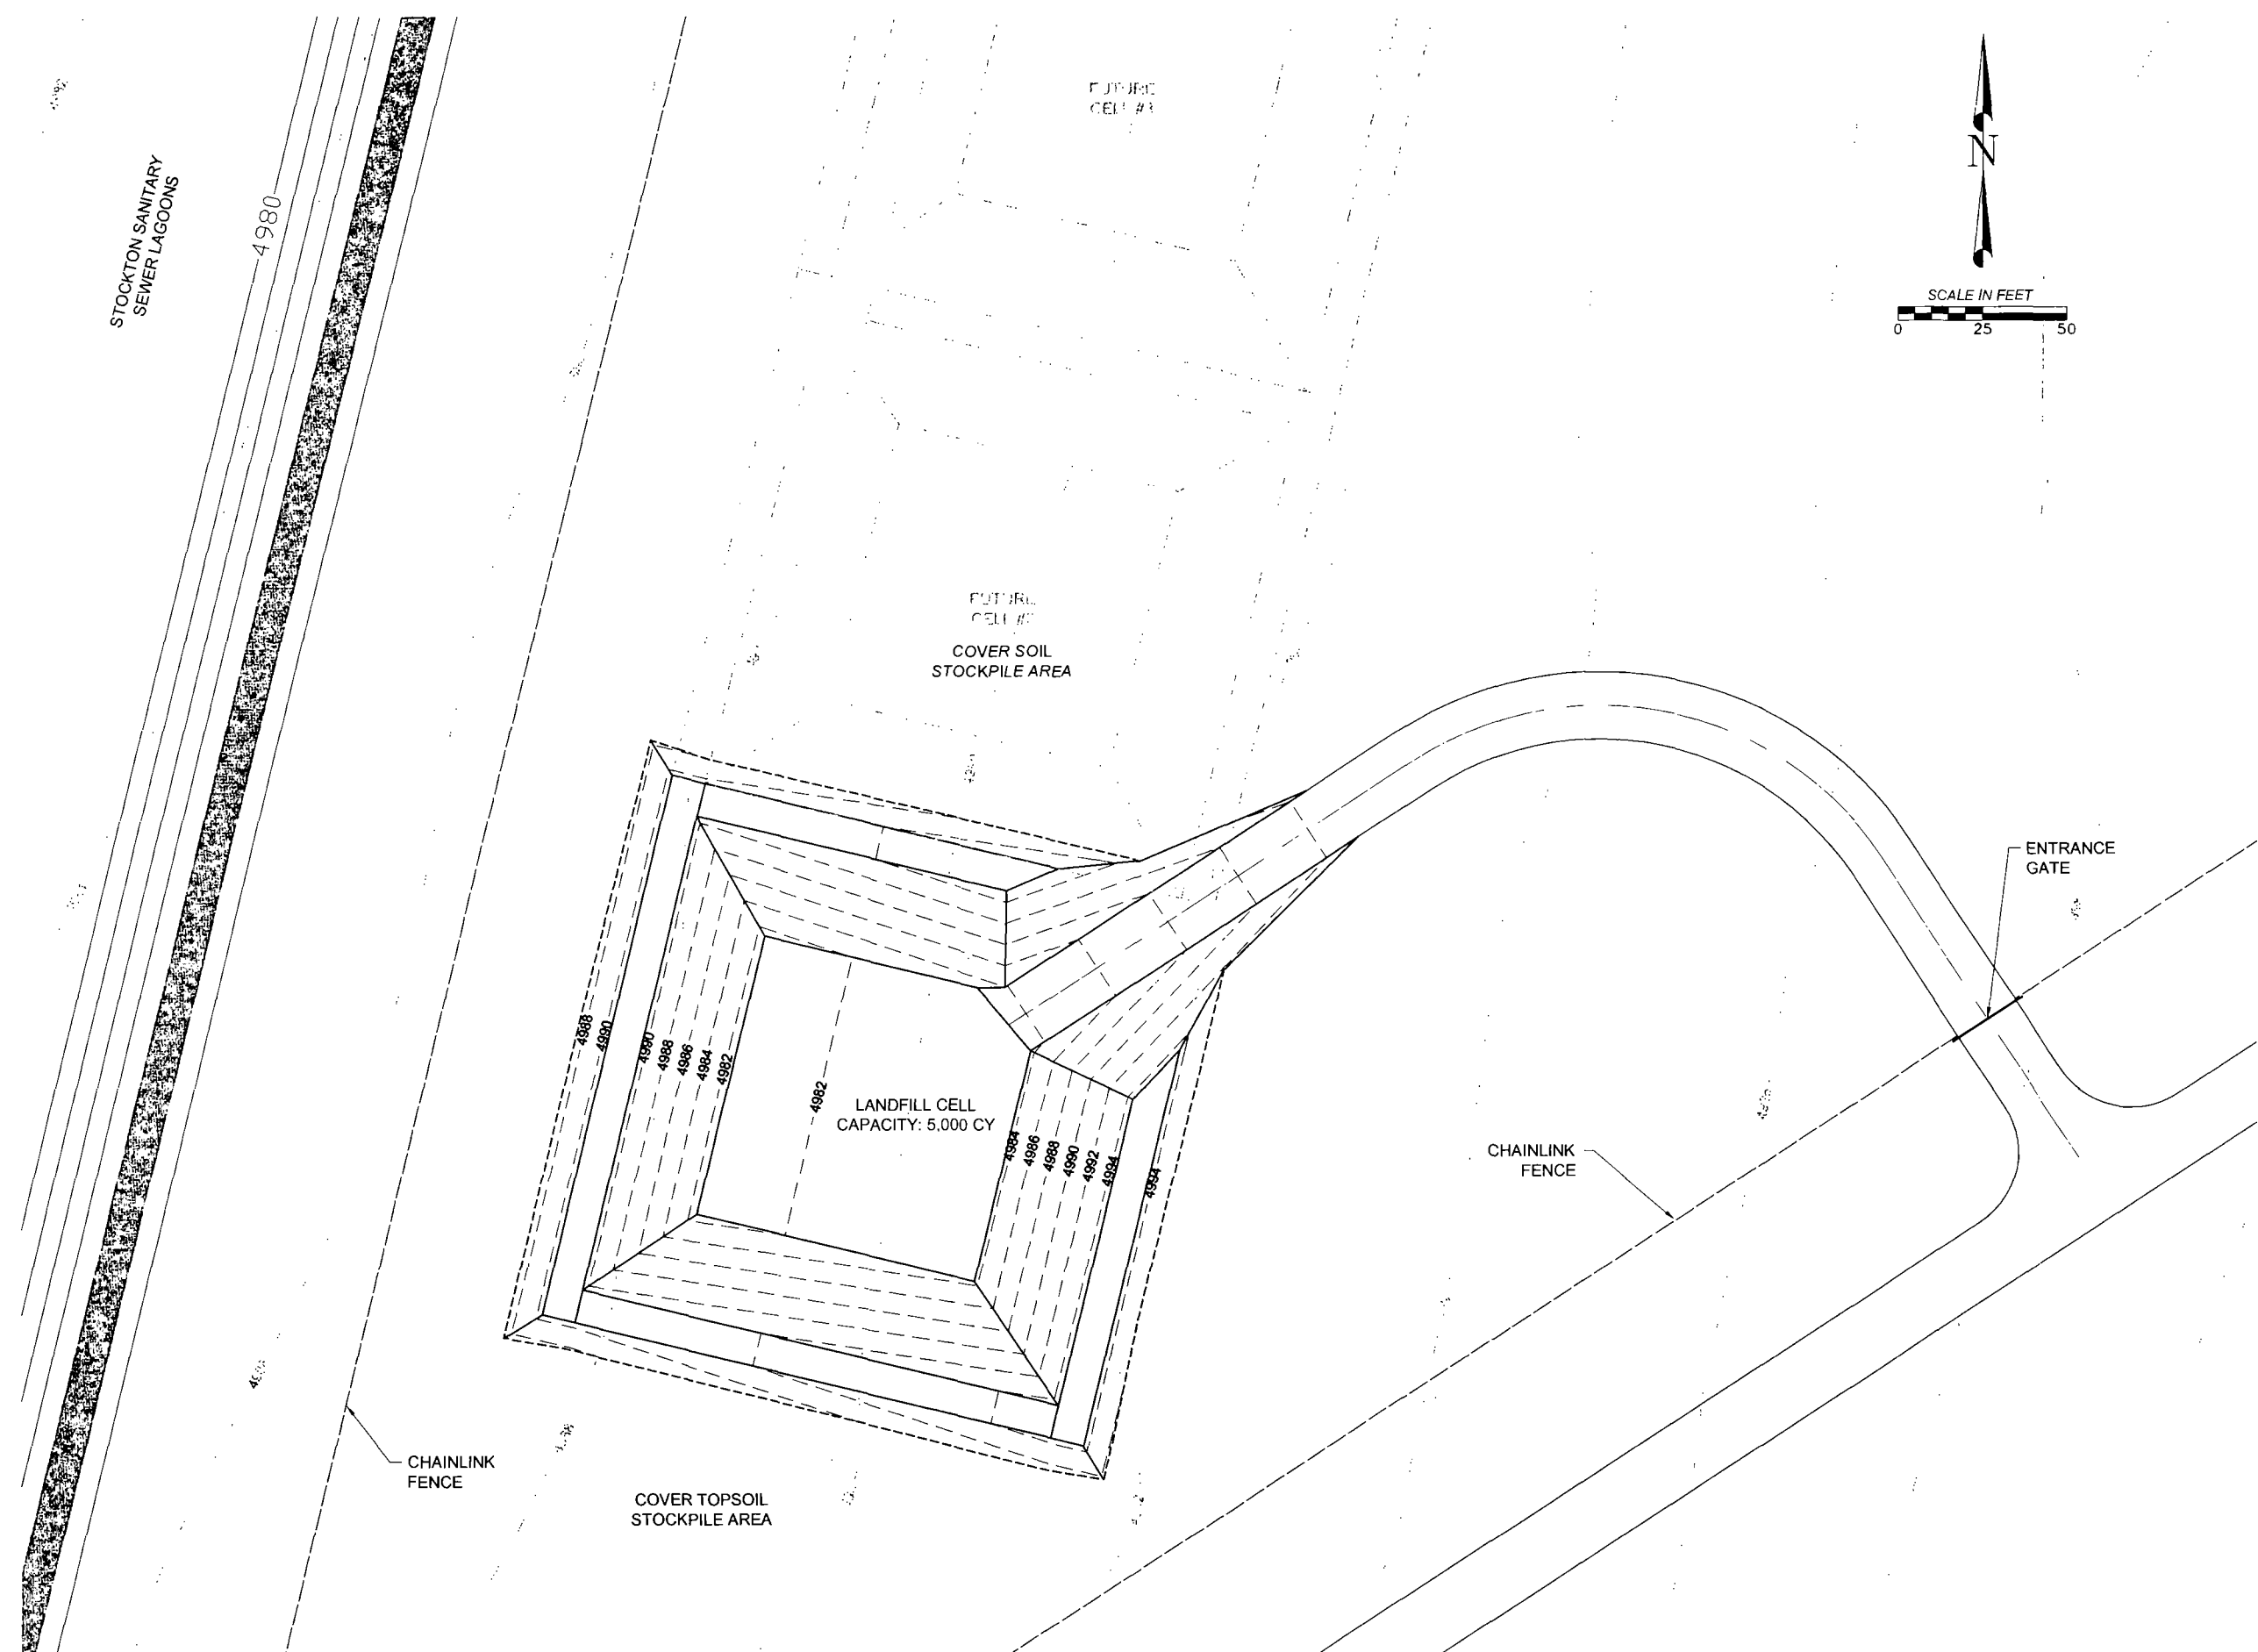 STOCKTON SANITARY
SEWER LAGOONS
4980
FUTURE
N
SCALE IN FEET
0 25 50
FUTURE
COVER SOIL
STOCKPILE AREA
ENTRANCE
GATE
4988
4990
4990
4988
4986
4984
4982
4982
LANDFILL CELL
CAPACITY: 5,000 CY
4984
4986
4988
4990
4992
4994
4994
CHAINLINK
FENCE
CHAINLINK
FENCE
COVER TOPSOIL
STOCKPILE AREA